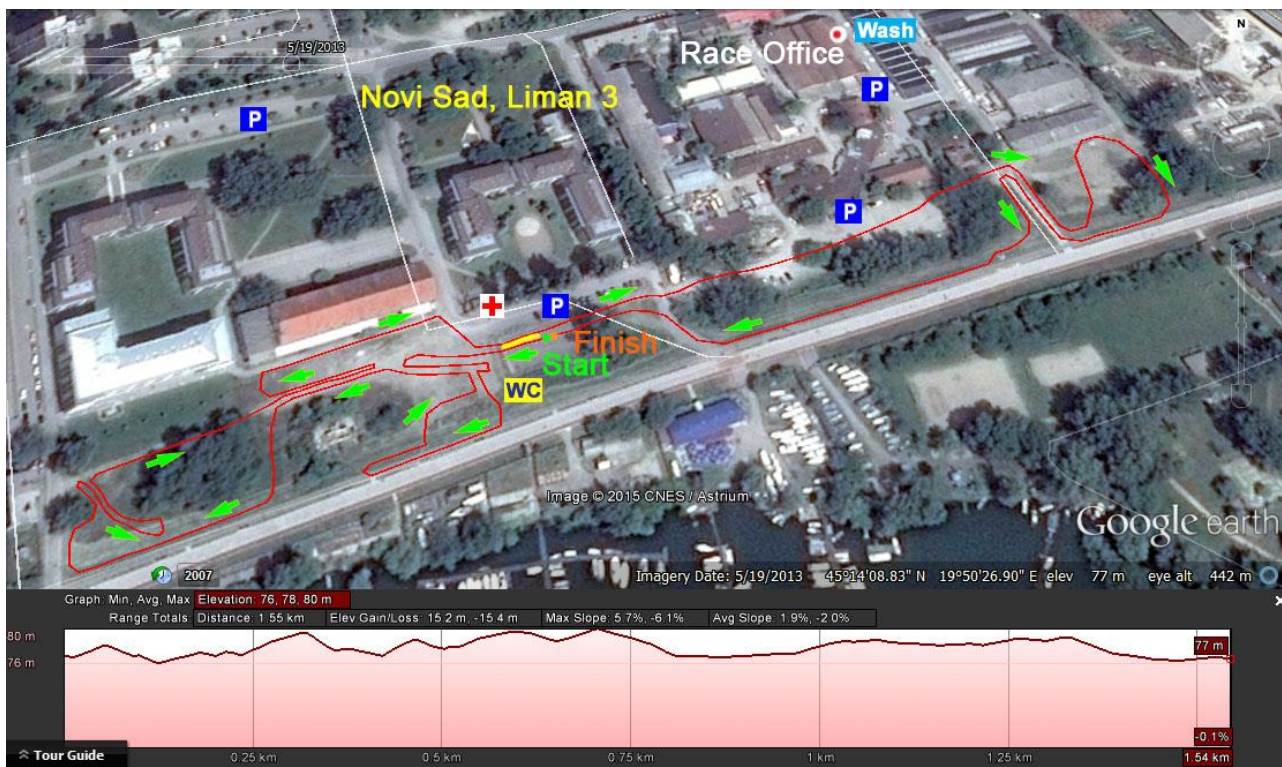 N
Wash
Race Office
5/19/2013
Novi Sad, Liman 3
P
P
P
P
Finish
Start
WC
Image © 2015 CNES / Astrium
Google earth
2007
Imagery Date: 5/19/2013 45°14'08.83" N 19°50'26.90" E elev 77 m eye alt 442 m
Graph: Min, Avg, Max Elevation: 76, 78, 80 m
Range Totals: Distance: 1.55 km Elev Gain/Loss: 15.2 m, -15.4 m Max Slope: 5.7%, -6.1% Avg Slope: 1.9%, -2.0%
80 m
77 m
76 m
-0.1%
Tour Guide
0.25 km 0.5 km 0.75 km 1 km 1.25 km 1.54 km